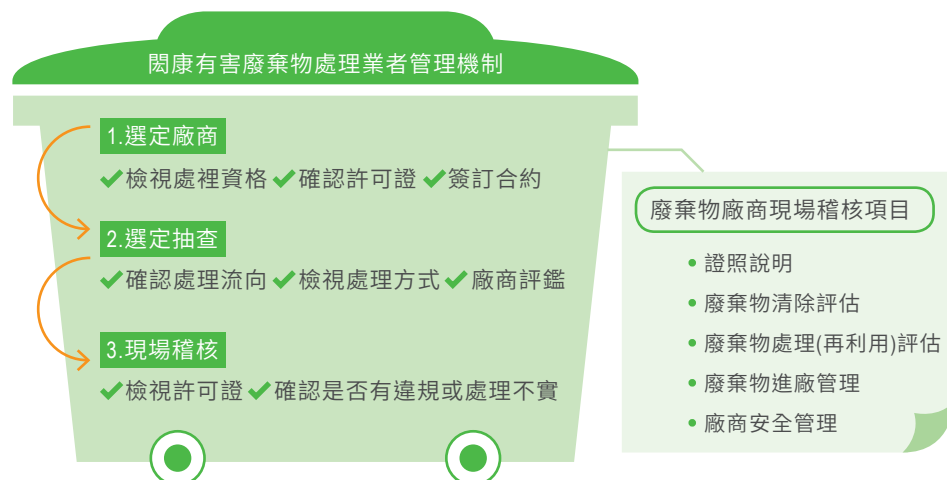 閎康有害廢棄物處理業者管理機制
1.選定廠商
✔檢視處裡資格 ✔確認許可證 ✔簽訂合約
2.選定抽查
✔確認處理流向 ✔檢視處理方式 ✔廠商評鑑
3.現場稽核
✔檢視許可證 ✔確認是否有違規或處理不實
廢棄物廠商現場稽核項目
• 證照說明
• 廢棄物清除評估
• 廢棄物處理(再利用)評估
• 廢棄物進廠管理
• 廠商安全管理